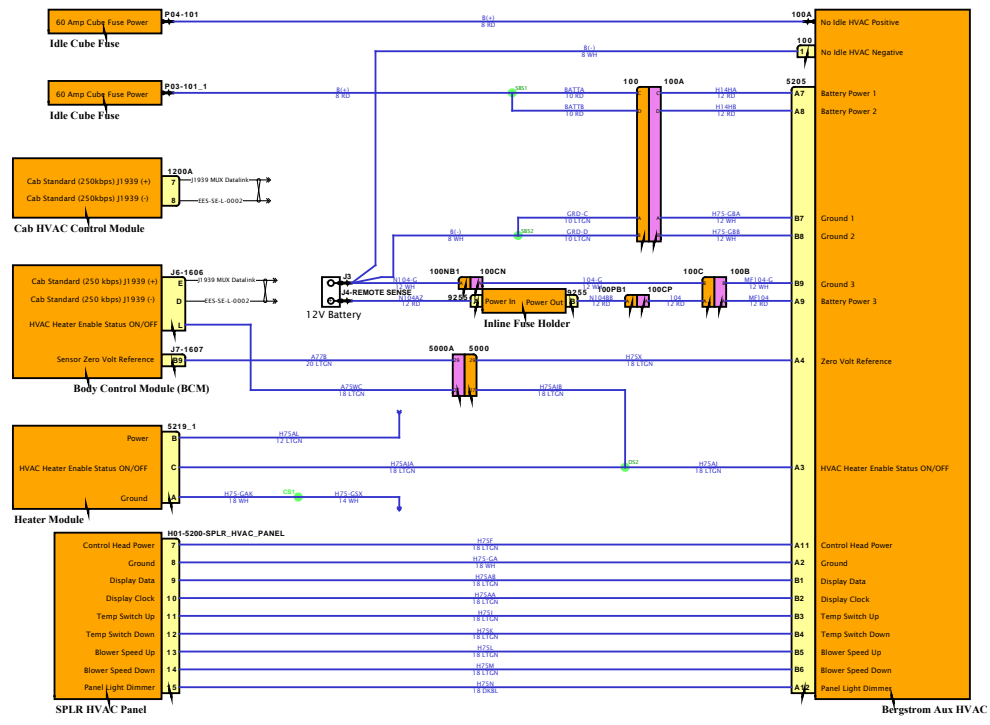 P04-101
60 Amp Cube Fuse Power
Idle Cube Fuse
B(+)
8 RD
100A
No Idle HVAC Positive
B(-)
8 WH
100
1
No Idle HVAC Negative
P03-101_1
60 Amp Cube Fuse Power
Idle Cube Fuse
B(+)
8 RD
SBS1
BATTA
10 RD
BATTB
10 RD
100 100A
C C
D D
H14HA
12 RD
H14HB
12 RD
5205
A7 Battery Power 1
A8 Battery Power 2
1200A
Cab Standard (250kbps) J1939 (+) 7 J1939 MUX Datalink
Cab Standard (250kbps) J1939 (-) 8 EES-SE-L-0002
Cab HVAC Control Module
B(-)
8 WH
SBS2
GRD-C
10 LTGN
GRD-D
10 LTGN
A A
B B
H75-GBA
12 WH
H75-GBB
12 WH
B7 Ground 1
B8 Ground 2
J6-1606
Cab Standard (250 kbps) J1939 (+) E J1939 MUX Datalink
Cab Standard (250 kbps) J1939 (-) D EES-SE-L-0002
HVAC Heater Enable Status ON/OFF L
J7-1607
Sensor Zero Volt Reference B9
Body Control Module (BCM)
J3
J4-REMOTE SENSE
12V Battery
N104-G
12 WH
N104AZ
12 RD
100NB1 100CN
9255
A
Power In Power Out
9255
B
Inline Fuse Holder
104-G
12 WH
N104BB
12 RD
100PB1 100CP
104
12 RD
100C 100B
MF104-G
12 WH
MF104
12 RD
B9 Ground 3
A9 Battery Power 3
A77B
20 LTGN
5000A 5000
H75X
18 LTGN
A4 Zero Volt Reference
A75WC
18 LTGN
H75AJB
18 LTGN
5219_1
Power B
H75AL
12 LTGN
HVAC Heater Enable Status ON/OFF C
H75AJA
18 LTGN
DS2
H75AJ
18 LTGN
A3 HVAC Heater Enable Status ON/OFF
Ground A
H75-GAK
18 WH
CB1
H75-GSX
14 WH
Heater Module
H01-5200-SPLR_HVAC_PANEL
Control Head Power 7
H75F
18 LTGN
A11 Control Head Power
Ground 8
H75-GA
18 WH
A2 Ground
Display Data 9
H75AB
18 LTGN
B1 Display Data
Display Clock 10
H75AA
18 LTGN
B2 Display Clock
Temp Switch Up 11
H75J
18 LTGN
B3 Temp Switch Up
Temp Switch Down 12
H75K
18 LTGN
B4 Temp Switch Down
Blower Speed Up 13
H75L
18 LTGN
B5 Blower Speed Up
Blower Speed Down 14
H75M
18 LTGN
B6 Blower Speed Down
Panel Light Dimmer 15
H75N
18 DKBL
A12 Panel Light Dimmer
SPLR HVAC Panel
Bergstrom Aux HVAC